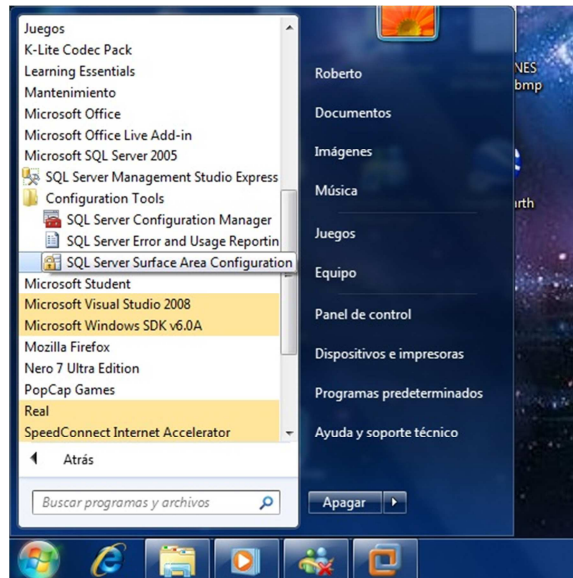 Juegos
K-Lite Codec Pack
Learning Essentials
Mantenimiento
Microsoft Office
Microsoft Office Live Add-in
Microsoft SQL Server 2005
SQL Server Management Studio Express
Configuration Tools
SQL Server Configuration Manager
SQL Server Error and Usage Reportin
SQL Server Surface Area Configuration
Microsoft Student
Microsoft Visual Studio 2008
Microsoft Windows SDK v6.0A
Mozilla Firefox
Nero 7 Ultra Edition
PopCap Games
Real
SpeedConnect Internet Accelerator
Atrás
Buscar programas y archivos
Roberto
Documentos
Imágenes
Música
Juegos
Equipo
Panel de control
Dispositivos e impresoras
Programas predeterminados
Ayuda y soporte técnico
Apagar
NES
bmp
rth